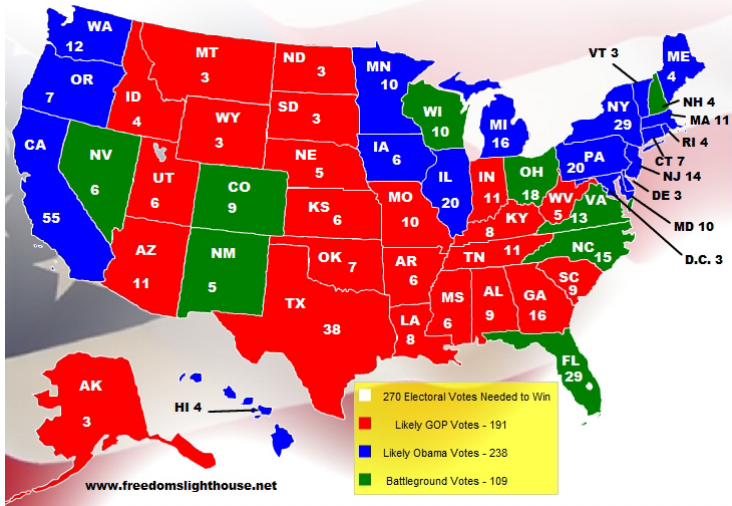 WA
12
OR
7
CA
55
NV
6
ID
4
MT
3
WY
3
UT
6
AZ
11
CO
9
NM
5
ND 3
SD
3
NE
5
KS
6
OK 7
TX
38
MN
10
IA 6
MO
10
AR
6
LA
8
WI
10
IL
20
MI
16
IN
11
OH
18
KY
8
TN
11
MS
6
AL
9
GA
16
FL
29
SC
9
NC
15
VA
13
WV
5
PA
20
NY
29
VT 3
ME
4
NH 4
MA 11
RI 4
CT 7
NJ 14
DE 3
MD 10
D.C. 3
AK
3
HI 4
270 Electoral Votes Needed to Win
Likely GOP Votes - 191
Likely Obama Votes - 238
Battleground Votes - 109
www.freedomslighthouse.net